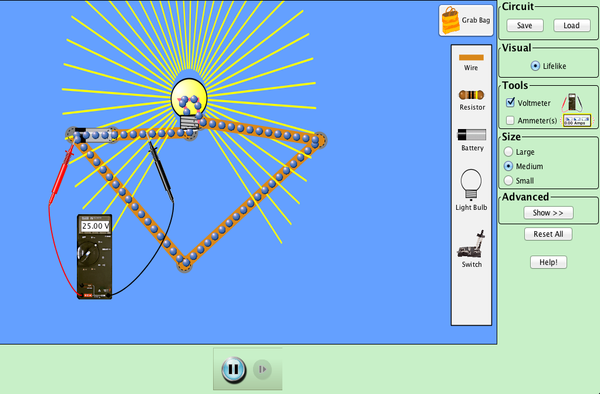 Grab Bag
Wire
Resistor
Battery
Light Bulb
Switch
25.00 V
Circuit
Save
Load
Visual
Lifelike
Tools
Voltmeter
Ammeter(s)
0.00 Amps
Size
Large
Medium
Small
Advanced
Show >>
Reset All
Help!